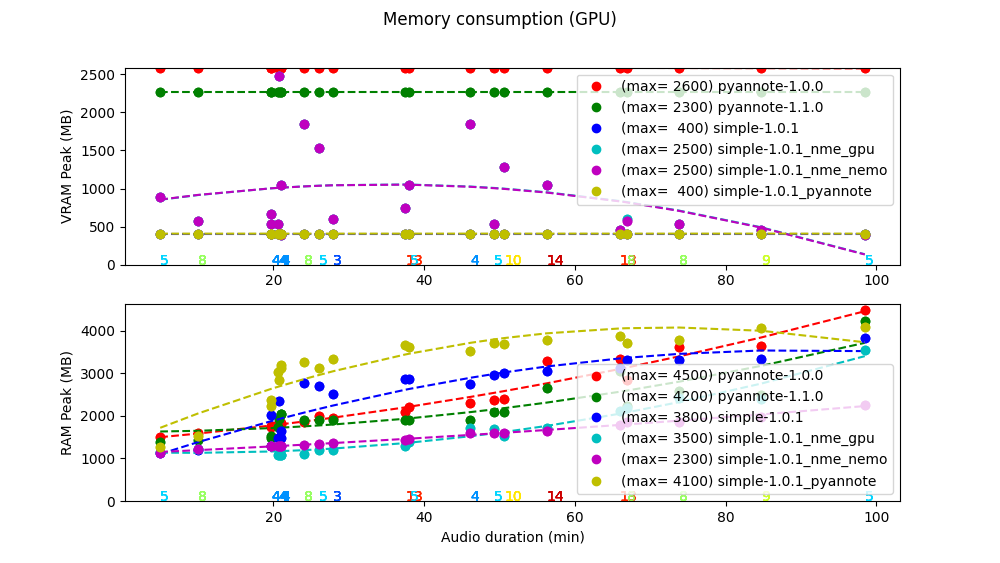 Memory consumption (GPU)
VRAM Peak (MB)
2500
2000
1500
1000
500
0
(max= 2600) pyannote-1.0.0
(max= 2300) pyannote-1.1.0
(max=  400) simple-1.0.1
(max= 2500) simple-1.0.1_nme_gpu
(max= 2500) simple-1.0.1_nme_nemo
(max=  400) simple-1.0.1_pyannote
5 8 4 8 5 3 13 4 5 10 14 8 9 5
20 40 60 80 100
RAM Peak (MB)
4000
3000
2000
1000
0
(max= 4500) pyannote-1.0.0
(max= 4200) pyannote-1.1.0
(max= 3800) simple-1.0.1
(max= 3500) simple-1.0.1_nme_gpu
(max= 2300) simple-1.0.1_nme_nemo
(max= 4100) simple-1.0.1_pyannote
5 8 4 8 5 3 13 4 5 10 14 8 9 5
20 40 60 80 100
Audio duration (min)